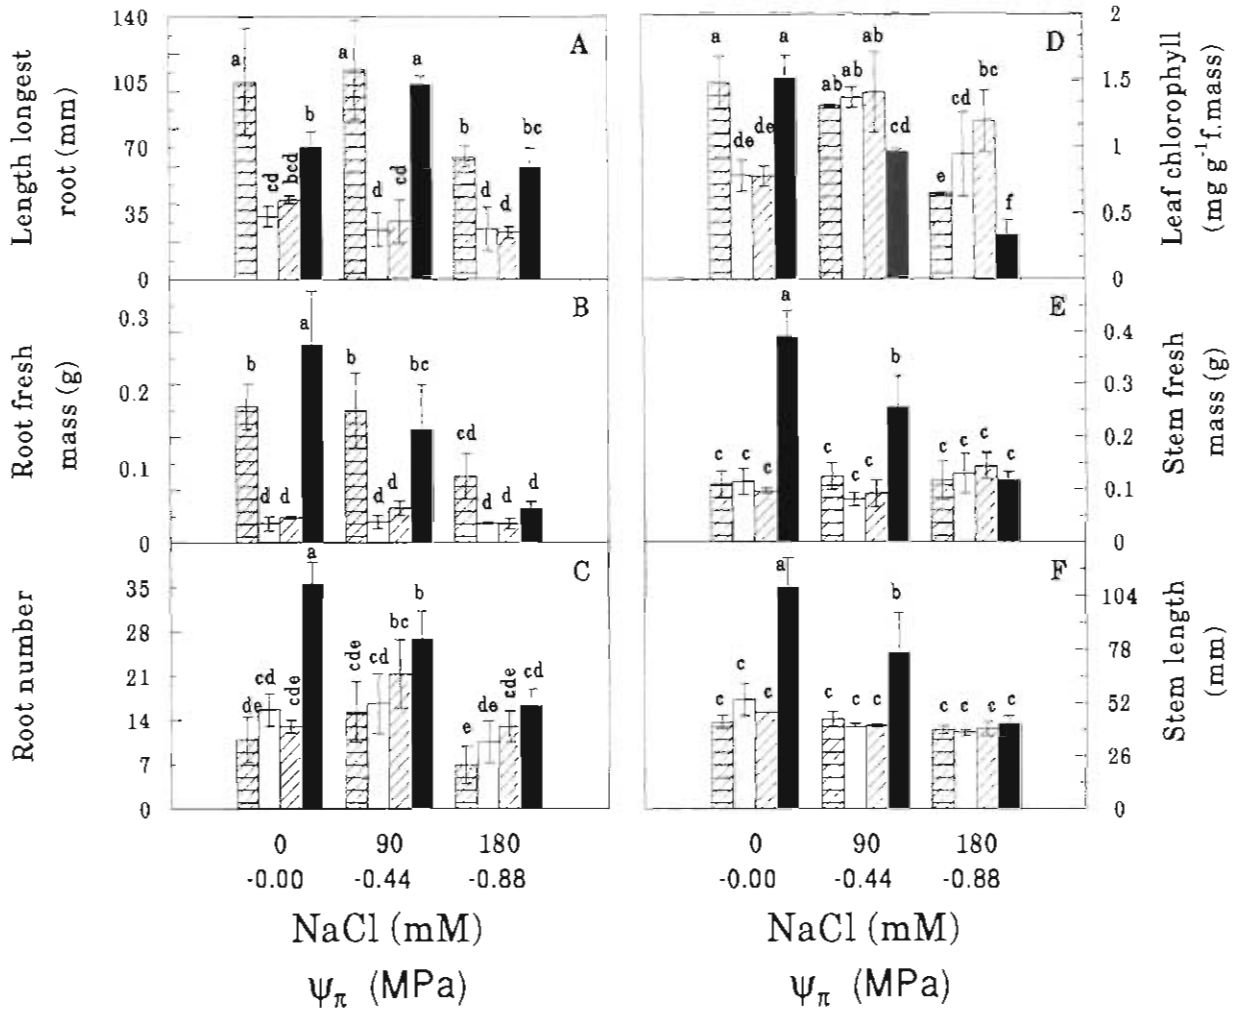 140
105
70
35
0
Length longest
root (mm)
A
a
cd
bcd
b
a
d
cd
a
b
d
d
bc
0.3
0.2
0.1
0
Root fresh
mass (g)
B
b
d
d
a
b
d
d
bc
cd
d
d
d
35
28
21
14
7
0
Root number
C
de
cd
cde
a
cde
cd
bc
b
e
de
cde
cd
0 90 180
-0.00 -0.44 -0.88
NaCl (mM)
Ψπ (MPa)
D
a
de
de
a
ab
ab
ab
cd
e
cd
bc
f
2
1.5
1
0.5
0
Leaf chlorophyll
(mg g⁻¹f.mass)
E
c
c
c
a
c
c
c
b
c
c
c
c
0.4
0.3
0.2
0.1
0
Stem fresh
mass (g)
F
c
c
c
a
c
c
c
b
c
c
c
c
104
78
52
26
0
Stem length
(mm)
0 90 180
-0.00 -0.44 -0.88
NaCl (mM)
Ψπ (MPa)